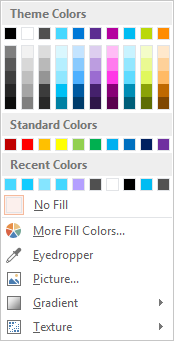 Theme Colors
Standard Colors
Recent Colors
No Fill
More Fill Colors...
Eyedropper
Picture...
Gradient
Texture